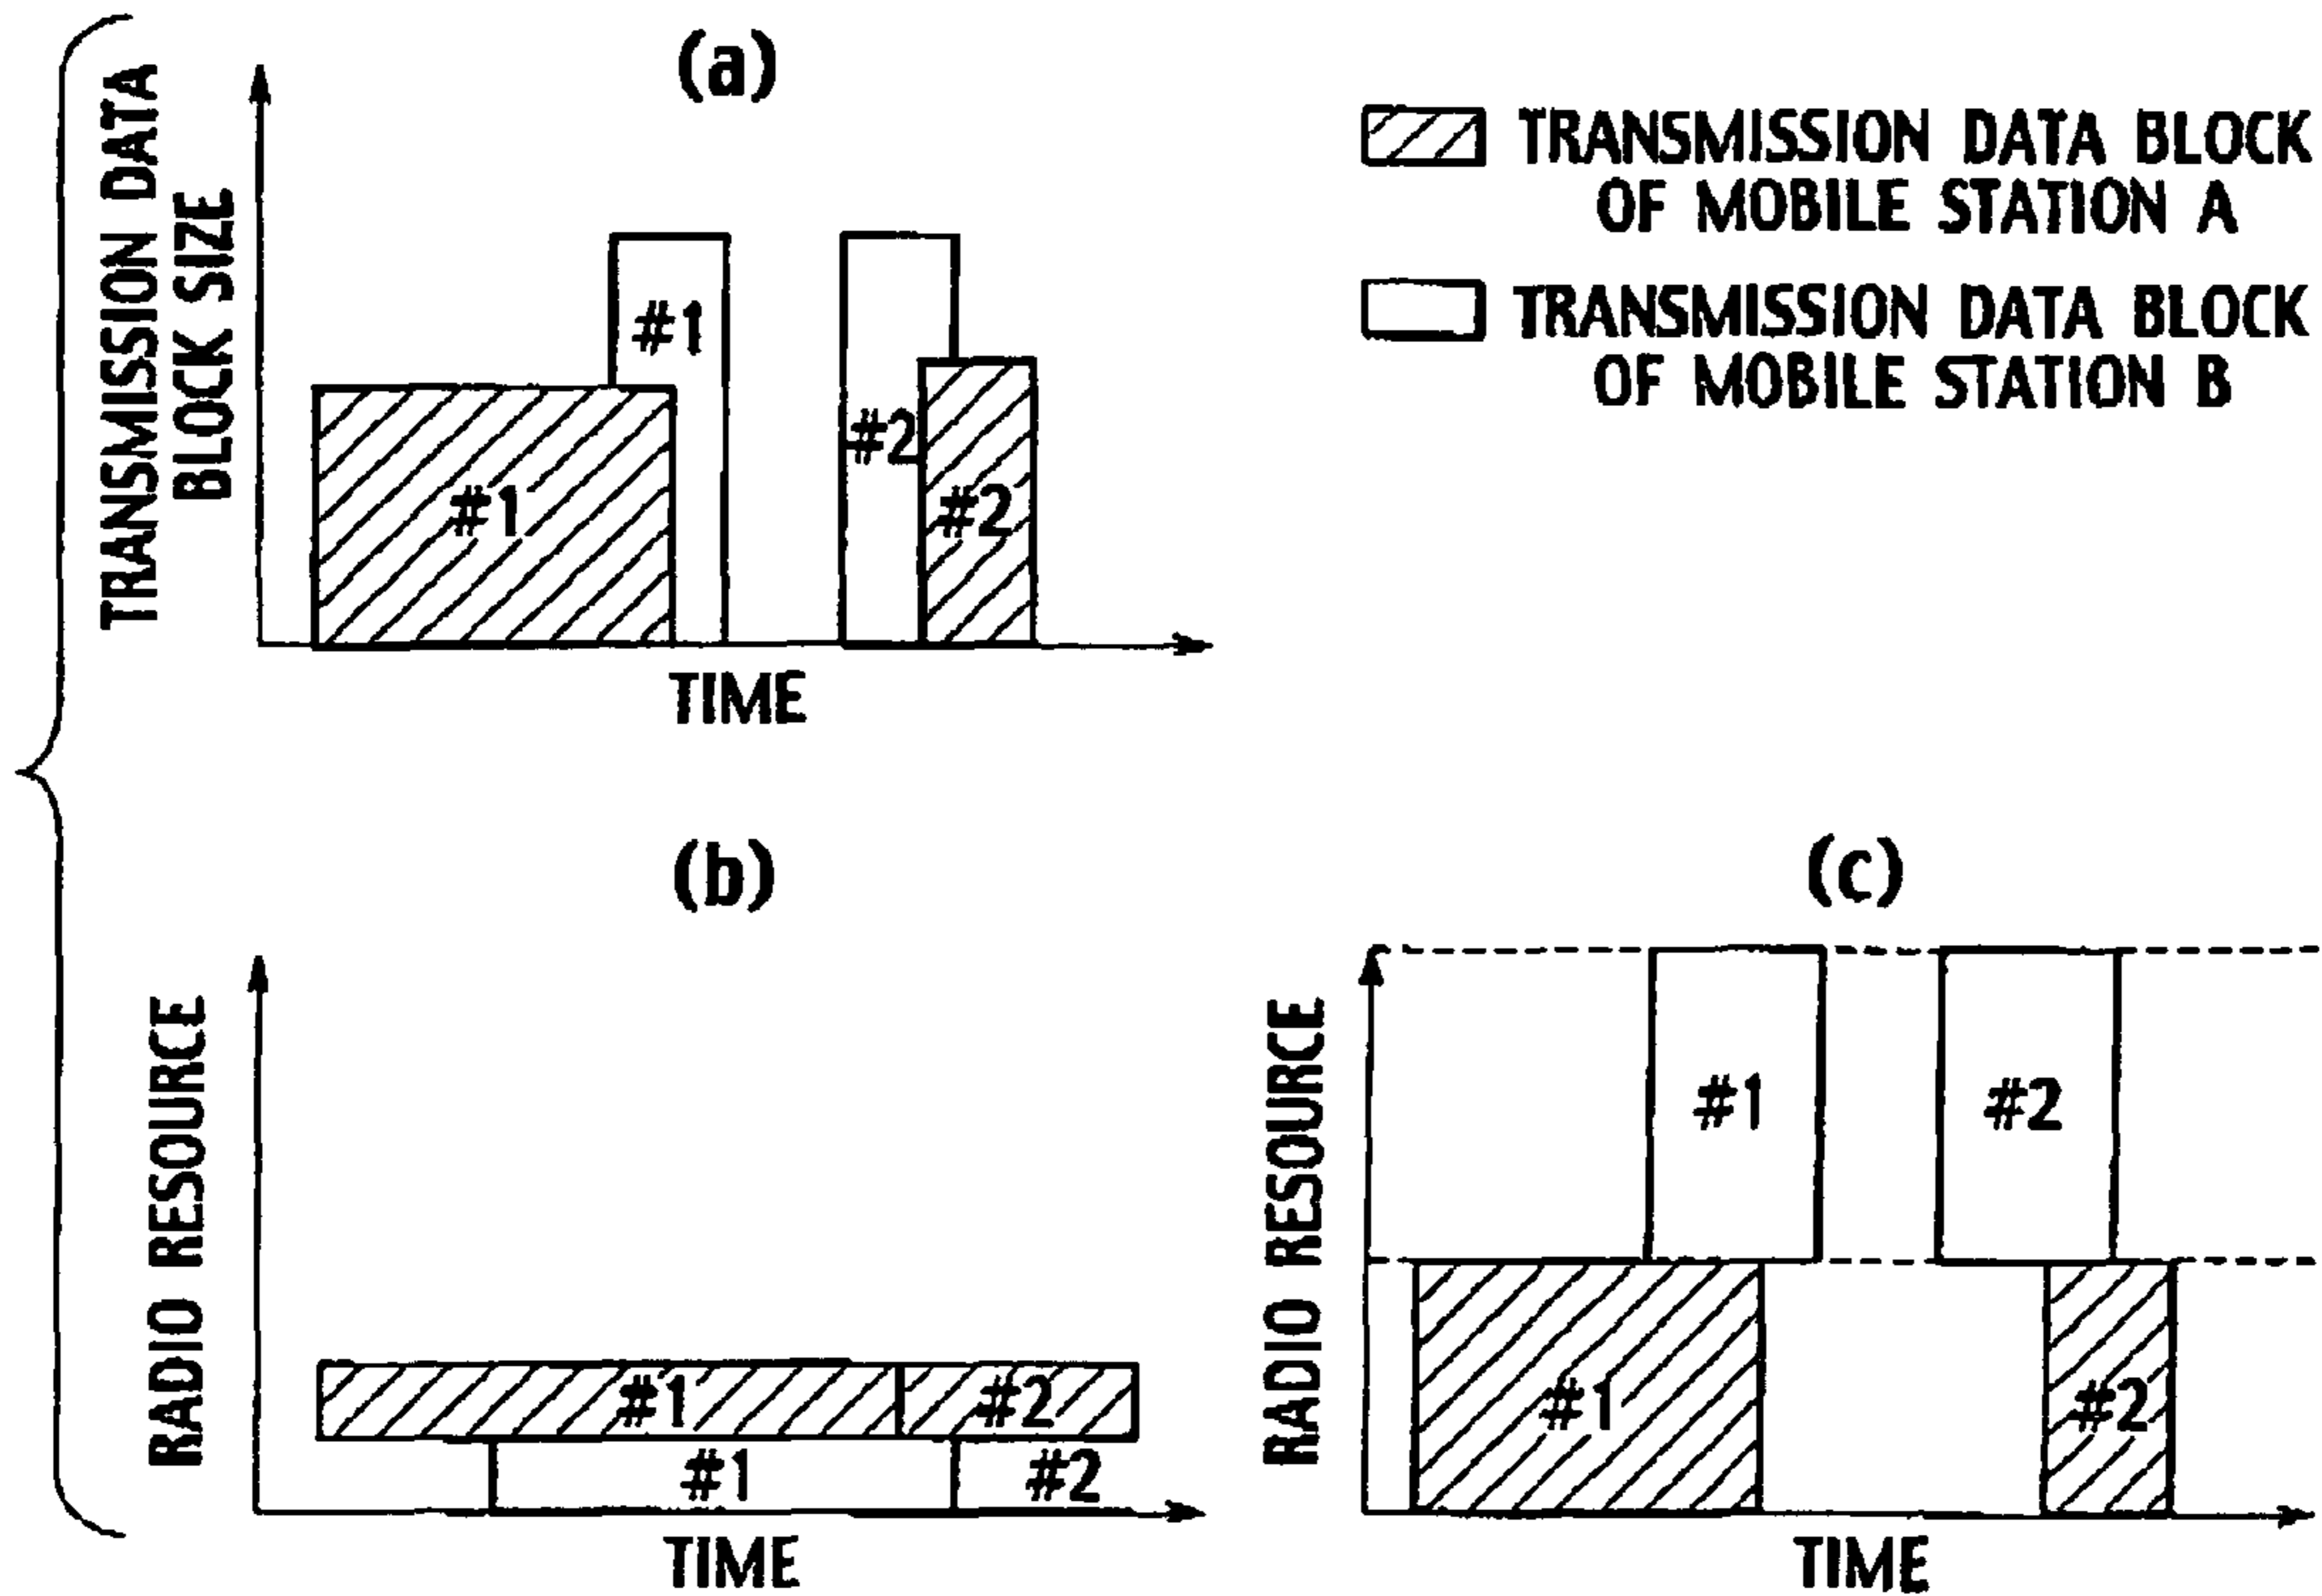 (a)
TRANSMISSION DATA
BLOCK SIZE
#1
#1
#2
#2
TIME
TRANSMISSION DATA BLOCK
OF MOBILE STATION A
TRANSMISSION DATA BLOCK
OF MOBILE STATION B
(b)
RADIO RESOURCE
#1
#2
#1
#2
TIME
(c)
RADIO RESOURCE
#1
#2
#1
#2
TIME